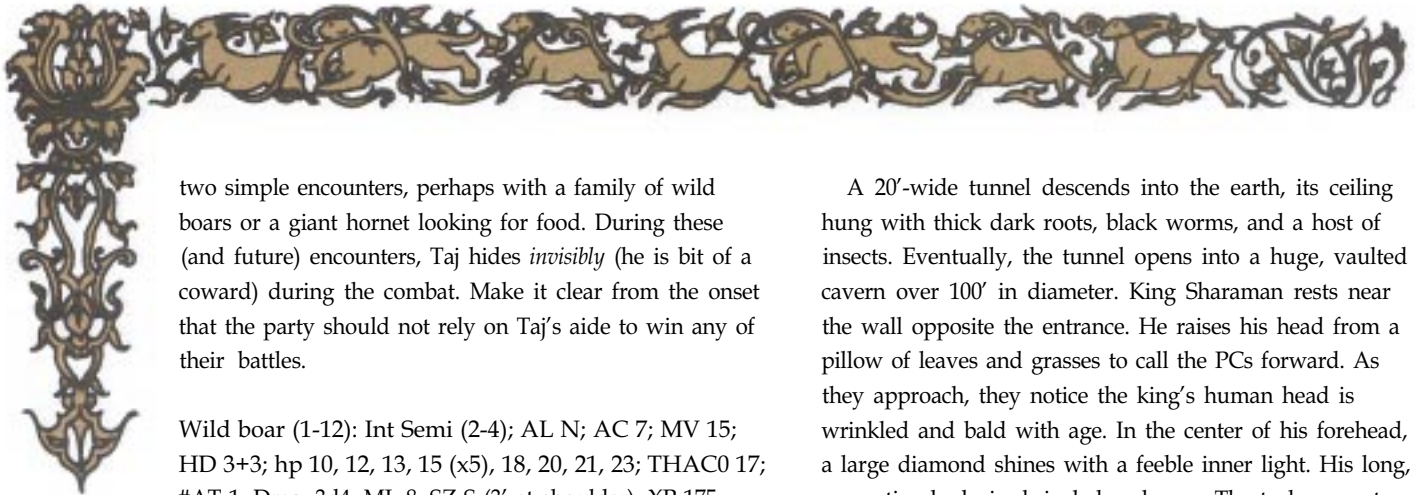 two simple encounters, perhaps with a family of wild
boars or a giant hornet looking for food. During these
(and future) encounters, Taj hides invisibly (he is bit of a
coward) during the combat. Make it clear from the onset
that the party should not rely on Taj's aide to win any of
their battles.
Wild boar (1-12): Int Semi (2-4); AL N; AC 7; MV 15;
HD 3+3; hp 10, 12, 13, 15 (x5), 18, 20, 21, 23; THAC0 17;
A 20'-wide tunnel descends into the earth, its ceiling
hung with thick dark roots, black worms, and a host of
insects. Eventually, the tunnel opens into a huge, vaulted
cavern over 100' in diameter. King Sharaman rests near
the wall opposite the entrance. He raises his head from a
pillow of leaves and grasses to call the PCs forward. As
they approach, they notice the king's human head is
wrinkled and bald with age. In the center of his forehead,
a large diamond shines with a feeble inner light. His long,